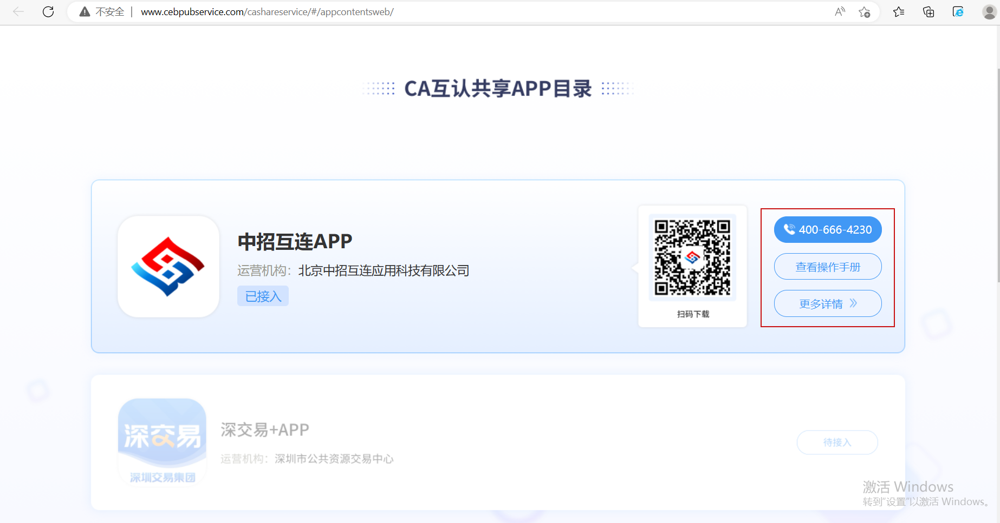 不安全 www.cebpubservice.com/cashareservice/#/appcontentsweb/
CA互认共享APP目录
中招互连APP
运营机构：北京中招互连应用科技有限公司
已接入
扫码下载
400-666-4230
查看操作手册
更多详情
深交易
深圳交易集团
深交易+APP
运营机构：深圳市公共资源交易中心
待接入
激活 Windows
转到“设置”以激活 Windows。